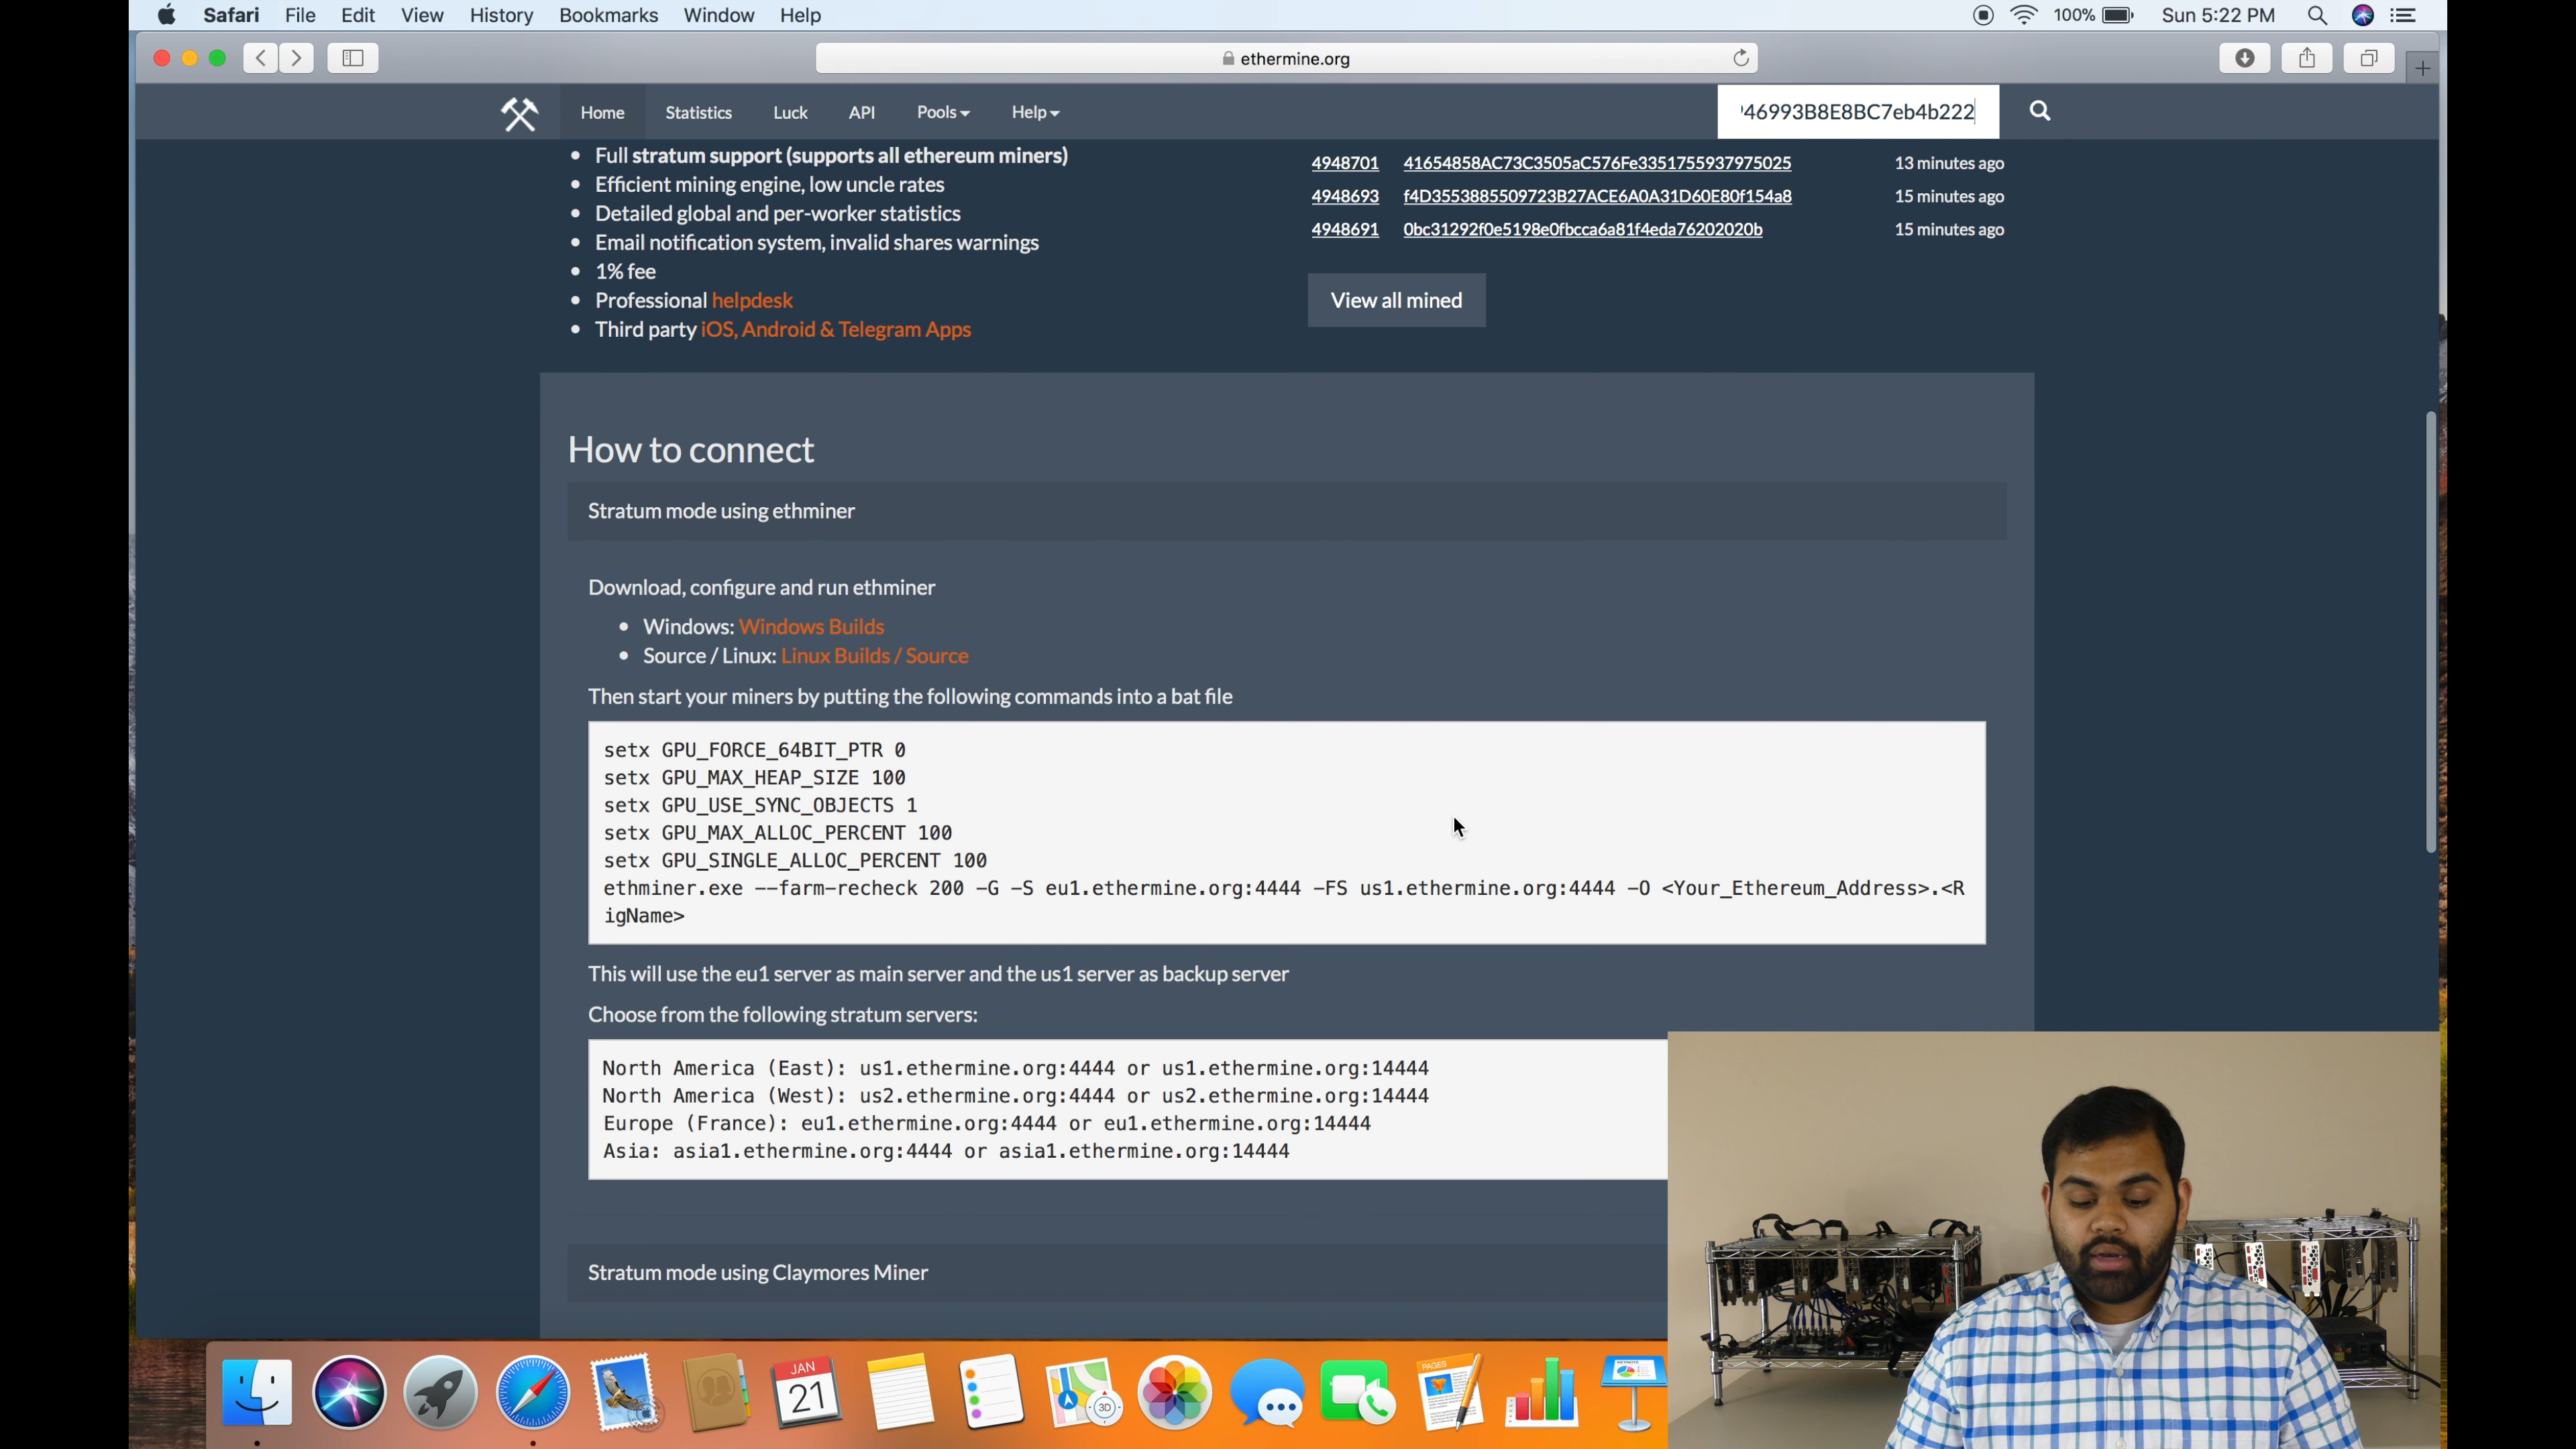 Safari File Edit View History Bookmarks Window Help 100% Sun 5:22 PM
ethermine.org
Home Statistics Luck API Pools Help 46993B8E8BC7eb4b222
Full stratum support (supports all ethereum miners)
Efficient mining engine, low uncle rates
Detailed global and per-worker statistics
Email notification system, invalid shares warnings
1% fee
Professional helpdesk
Third party iOS, Android & Telegram Apps
4948701 41654858AC73C3505aC576Fe3351755937975025 13 minutes ago
4948693 f4D3553885509723B27ACE6A0A31D60E80f154a8 15 minutes ago
4948691 0bc31292f0e5198e0fbcca6a81f4eda76202020b 15 minutes ago
View all mined
How to connect
Stratum mode using ethminer
Download, configure and run ethminer
Windows: Windows Builds
Source / Linux: Linux Builds / Source
Then start your miners by putting the following commands into a bat file
setx GPU_FORCE_64BIT_PTR 0
setx GPU_MAX_HEAP_SIZE 100
setx GPU_USE_SYNC_OBJECTS 1
setx GPU_MAX_ALLOC_PERCENT 100
setx GPU_SINGLE_ALLOC_PERCENT 100
ethminer.exe --farm-recheck 200 -G -S eu1.ethermine.org:4444 -FS us1.ethermine.org:4444 -O <Your_Ethereum_Address>.<R
igName>
This will use the eu1 server as main server and the us1 server as backup server
Choose from the following stratum servers:
North America (East): us1.ethermine.org:4444 or us1.ethermine.org:14444
North America (West): us2.ethermine.org:4444 or us2.ethermine.org:14444
Europe (France): eu1.ethermine.org:4444 or eu1.ethermine.org:14444
Asia: asia1.ethermine.org:4444 or asia1.ethermine.org:14444
Stratum mode using Claymores Miner
JAN
21
3D
PAGES
KEYNOTE